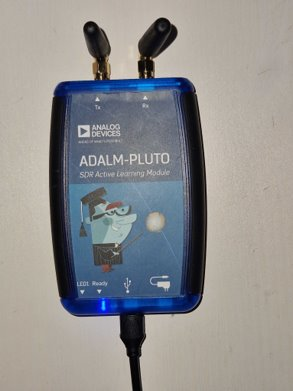 Tx
Rx
ANALOG
DEVICES
ADALM-PLUTO
SDR Active Learning Module
LED1 Ready